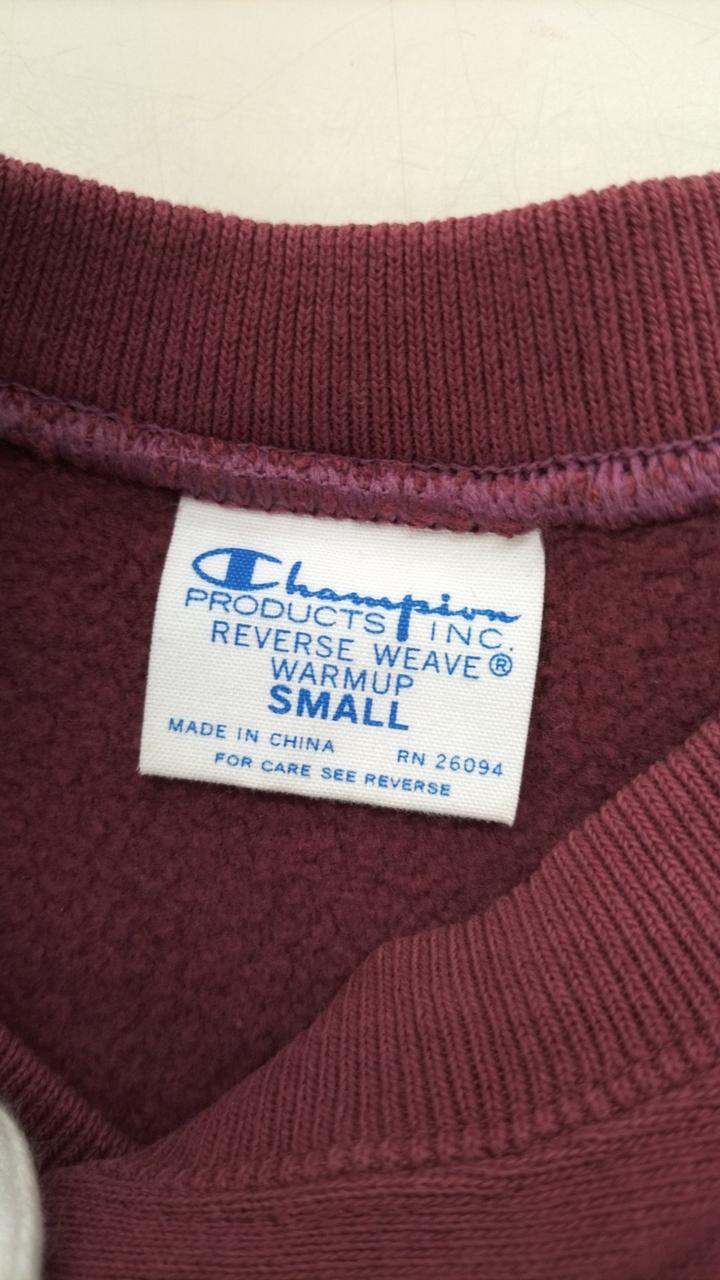 Champion
PRODUCTS INC.
REVERSE WEAVE®
WARMUP
SMALL
MADE IN CHINA RN 26094
FOR CARE SEE REVERSE